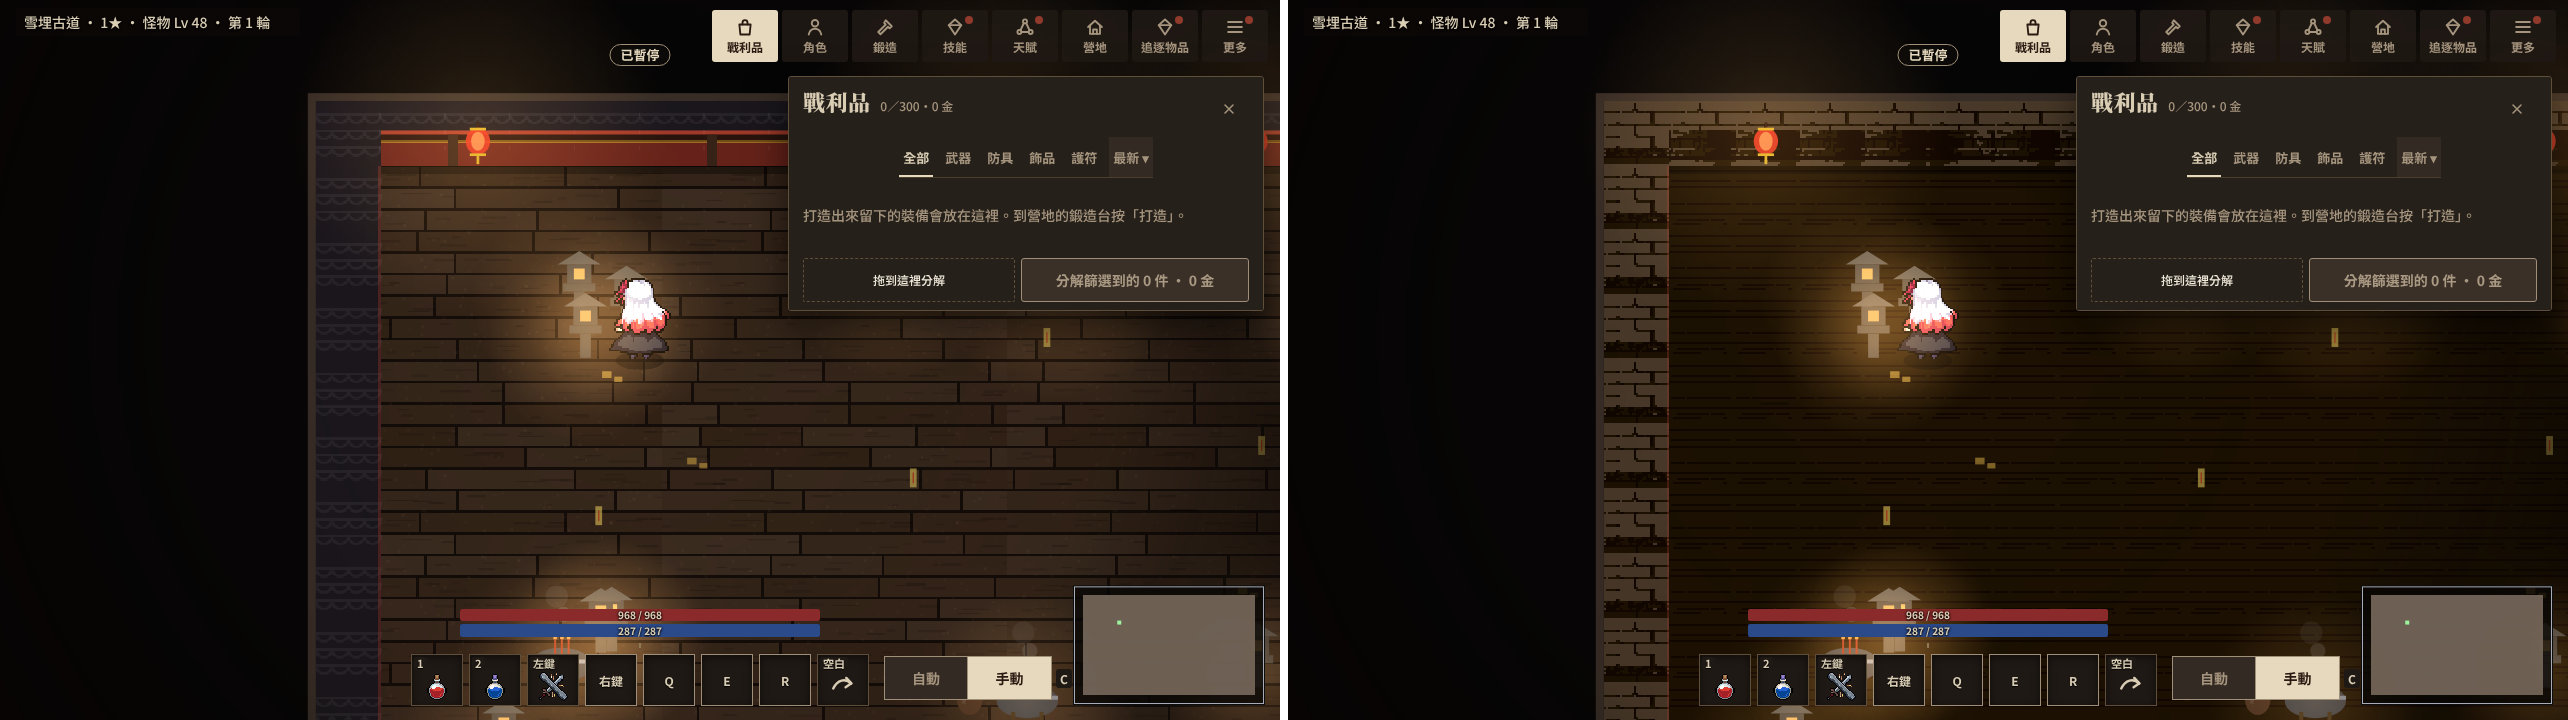 雪埋古道 · 1★ · 怪物 Lv 48 · 第 1 輪
已暫停
戰利品
角色
鍛造
技能
天賦
營地
追逐物品
更多
戰利品 0／300 · 0 金 ×
全部 武器 防具 飾品 護符 最新 ▾
打造出來留下的裝備會放在這裡。到營地的鍛造台按「打造」。
拖到這裡分解
分解篩選到的 0 件 · 0 金
968 / 968
287 / 287
1
2
左鍵
右鍵
Q
E
R
空白
自動
手動
C
雪埋古道 · 1★ · 怪物 Lv 48 · 第 1 輪
已暫停
戰利品
角色
鍛造
技能
天賦
營地
追逐物品
更多
戰利品 0／300 · 0 金 ×
全部 武器 防具 飾品 護符 最新 ▾
打造出來留下的裝備會放在這裡。到營地的鍛造台按「打造」。
拖到這裡分解
分解篩選到的 0 件 · 0 金
968 / 968
287 / 287
1
2
左鍵
右鍵
Q
E
R
空白
自動
手動
C